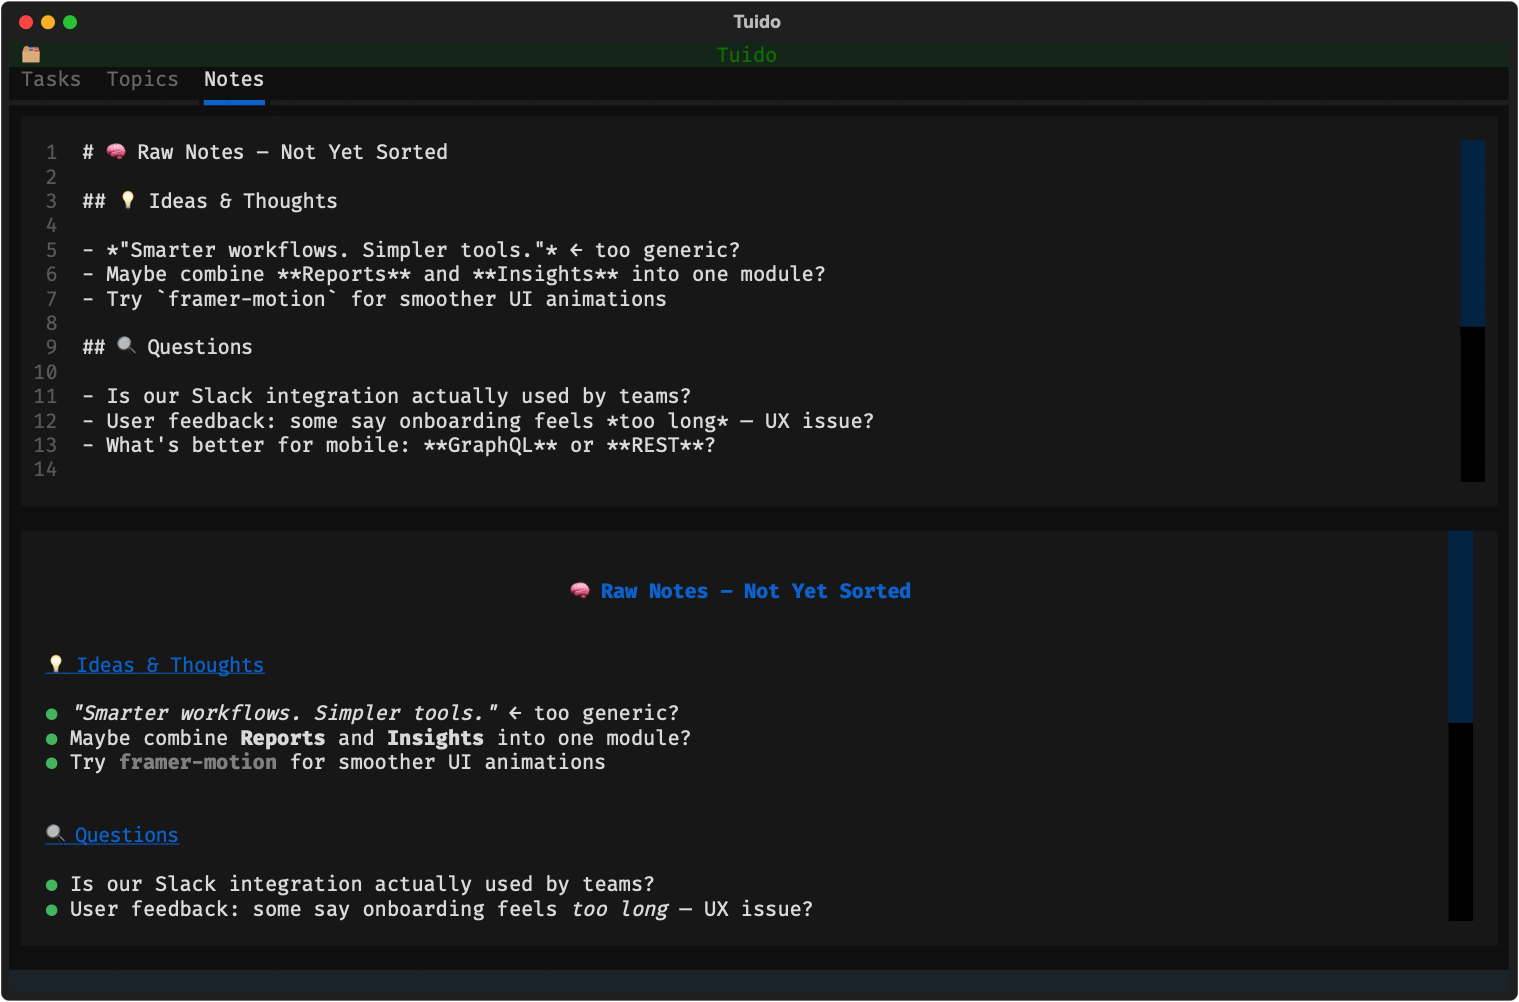 Tuido
Tuido
Tasks Topics Notes
1 # 🧠 Raw Notes — Not Yet Sorted
2
3 ## 💡 Ideas & Thoughts
4
5 - *"Smarter workflows. Simpler tools."* ← too generic?
6 - Maybe combine **Reports** and **Insights** into one module?
7 - Try `framer-motion` for smoother UI animations
8
9 ## 🔍 Questions
10
11 - Is our Slack integration actually used by teams?
12 - User feedback: some say onboarding feels *too long* — UX issue?
13 - What's better for mobile: **GraphQL** or **REST**?
14
🧠 Raw Notes — Not Yet Sorted
💡 Ideas & Thoughts
● "Smarter workflows. Simpler tools." ← too generic?
● Maybe combine Reports and Insights into one module?
● Try framer-motion for smoother UI animations
🔍 Questions
● Is our Slack integration actually used by teams?
● User feedback: some say onboarding feels too long — UX issue?